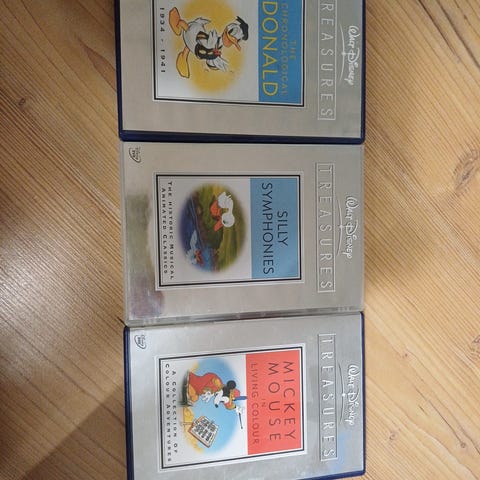 Walt Disney
TREASURES
THE
CHRONOLOGICAL
DONALD
1934 - 1941
Walt Disney
TREASURES
SILLY
SYMPHONIES
THE HISTORIC MUSICAL
ANIMATED CLASSICS
Walt Disney
TREASURES
MICKEY
MOUSE
IN
LIVING COLOUR
A COLLECTION OF
COLOUR ADVENTURES